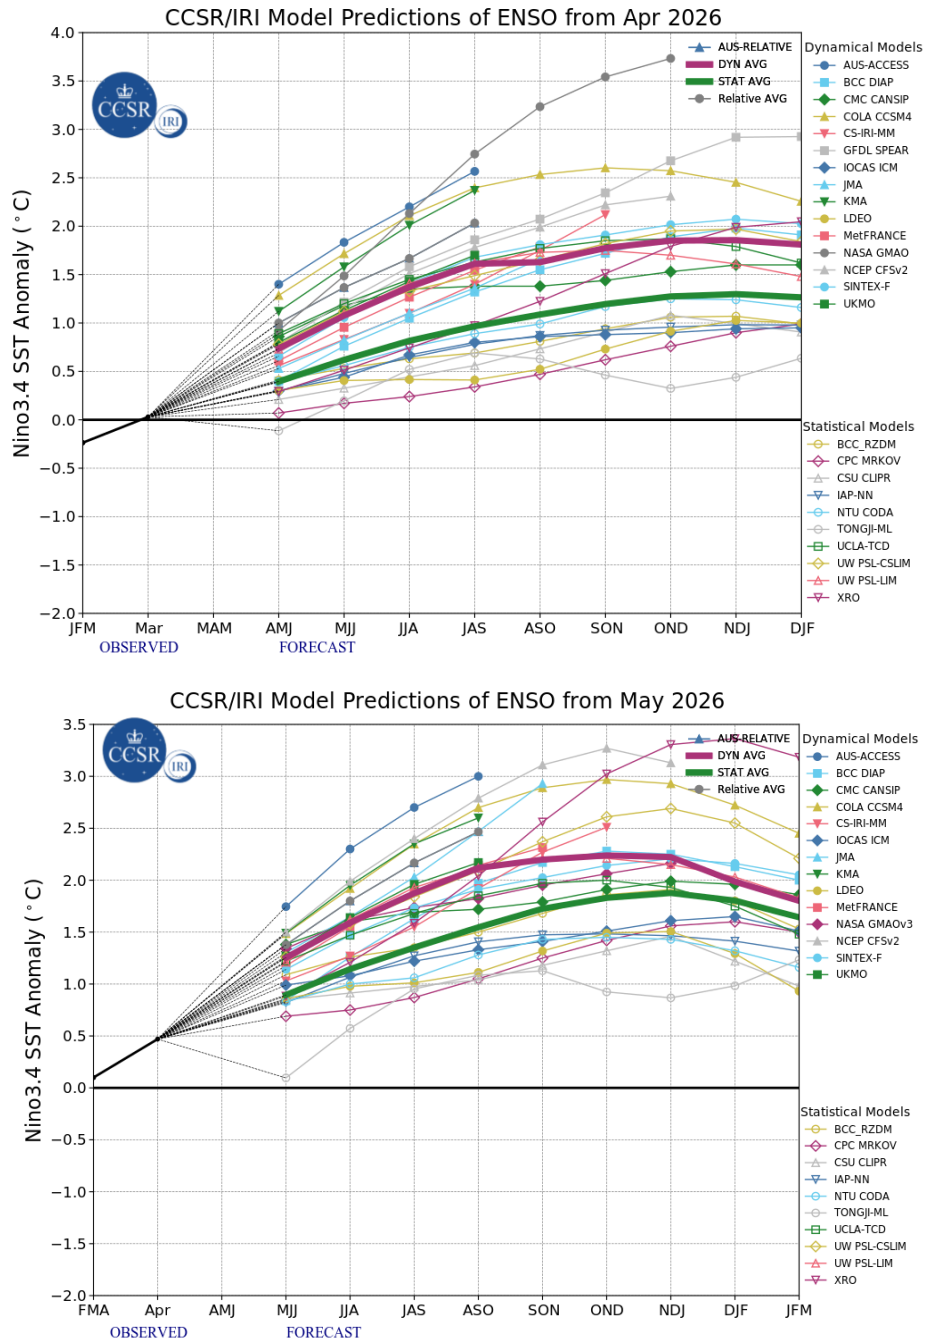 CCSR/IRI Model Predictions of ENSO from Apr 2026
Nino3.4 SST Anomaly (°C)
4.0
3.5
3.0
2.5
2.0
1.5
1.0
0.5
0.0
−0.5
−1.0
−1.5
−2.0
CCSR
IRI
AUS-RELATIVE
DYN AVG
STAT AVG
Relative AVG
Dynamical Models
AUS-ACCESS
BCC DIAP
CMC CANSIP
COLA CCSM4
CS-IRI-MM
GFDL SPEAR
IOCAS ICM
JMA
KMA
LDEO
MetFRANCE
NASA GMAO
NCEP CFSv2
SINTEX-F
UKMO
Statistical Models
BCC_RZDM
CPC MRKOV
CSU CLIPR
IAP-NN
NTU CODA
TONGJI-ML
UCLA-TCD
UW PSL-CSLIM
UW PSL-LIM
XRO
JFM Mar MAM AMJ MJJ JJA JAS ASO SON OND NDJ DJF
OBSERVED FORECAST
CCSR/IRI Model Predictions of ENSO from May 2026
Nino3.4 SST Anomaly (°C)
3.5
3.0
2.5
2.0
1.5
1.0
0.5
0.0
−0.5
−1.0
−1.5
−2.0
CCSR
IRI
AUS-RELATIVE
DYN AVG
STAT AVG
Relative AVG
Dynamical Models
AUS-ACCESS
BCC DIAP
CMC CANSIP
COLA CCSM4
CS-IRI-MM
IOCAS ICM
JMA
KMA
LDEO
MetFRANCE
NASA GMAOv3
NCEP CFSv2
SINTEX-F
UKMO
Statistical Models
BCC_RZDM
CPC MRKOV
CSU CLIPR
IAP-NN
NTU CODA
TONGJI-ML
UCLA-TCD
UW PSL-CSLIM
UW PSL-LIM
XRO
FMA Apr AMJ MJJ JJA JAS ASO SON OND NDJ DJF JFM
OBSERVED FORECAST